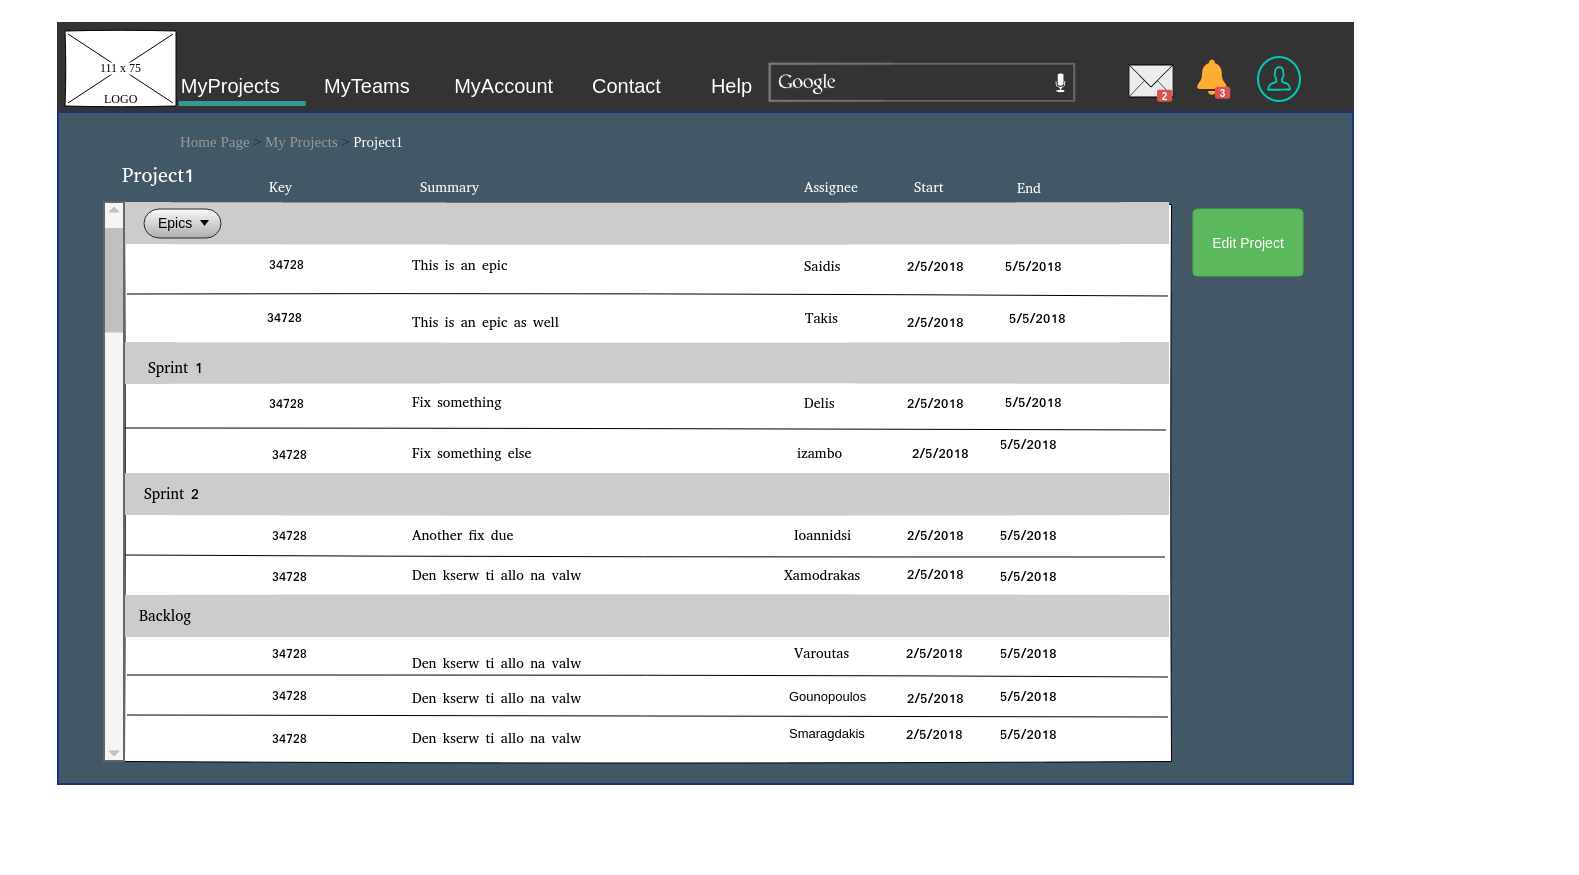 111 x 75
LOGO
MyProjects MyTeams MyAccount Contact Help Google 2 3
Home Page > My Projects > Project1
Project1
Key Summary Assignee Start End
Epics
Edit Project
34728 This is an epic Saidis 2/5/2018 5/5/2018
34728 This is an epic as well Takis 2/5/2018 5/5/2018
Sprint 1
34728 Fix something Delis 2/5/2018 5/5/2018
34728 Fix something else izambo 2/5/2018 5/5/2018
Sprint 2
34728 Another fix due Ioannidsi 2/5/2018 5/5/2018
34728 Den kserw ti allo na valw Xamodrakas 2/5/2018 5/5/2018
Backlog
34728 Den kserw ti allo na valw Varoutas 2/5/2018 5/5/2018
34728 Den kserw ti allo na valw Gounopoulos 2/5/2018 5/5/2018
34728 Den kserw ti allo na valw Smaragdakis 2/5/2018 5/5/2018